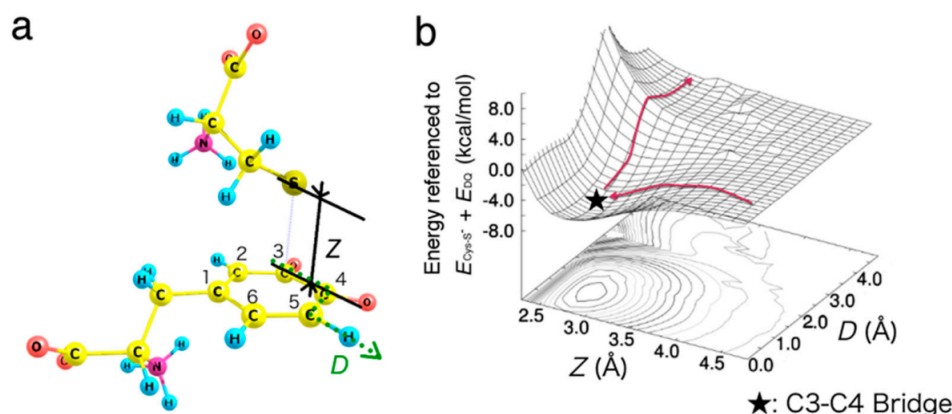 a
O
O
C
H
C
H
N
H
H
C
H
H
S
Z
2
3
4
1
6
5
H
C
C
O
H
H
C
C
C
C
C
O
H
H
D
O
C
O
C
H
H
N
H
H
b
Energy referenced to
E Cys-S⁻ + E DQ (kcal/mol)
8.0
4.0
0.0
-4.0
-8.0
2.5
3.0
3.5
4.0
4.5
Z (Å)
0.0
1.0
2.0
3.0
4.0
D (Å)
★: C3-C4 Bridge